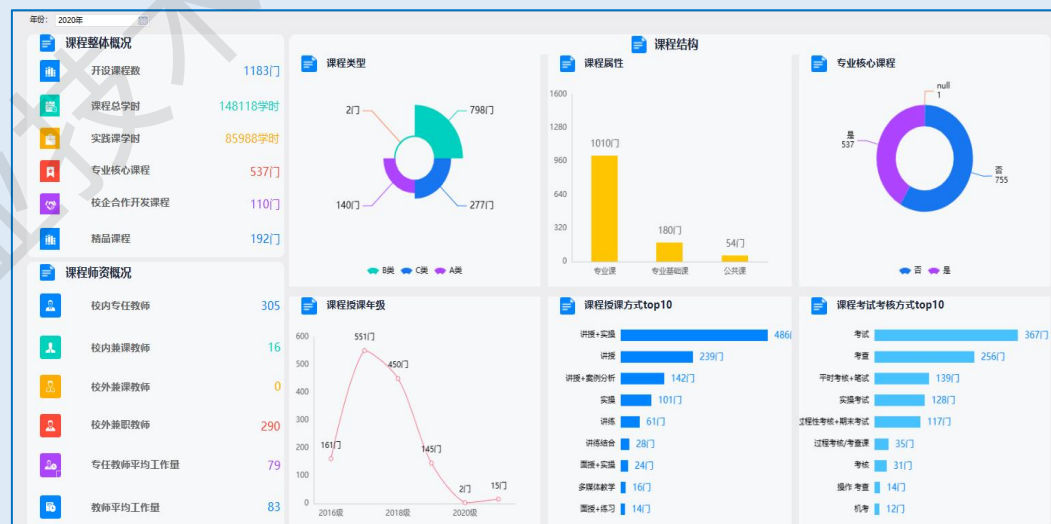 年份: 2020年
课程整体概况
开设课程数 1183门
课程总学时 148118学时
实践课学时 85988学时
专业核心课程 537门
校企合作开发课程 110门
精品课程 192门
课程师资概况
校内专任教师 305
校内兼课教师 16
校外兼课教师 0
校外兼职教师 290
专任教师平均工作量 79
教师平均工作量 83
课程结构
课程类型
2门
798门
140门
277门
B类 C类 A类
课程属性
1600
1280
960
640
320
0
1010门
180门
54门
专业课 专业基础课 公共课
专业核心课程
null
1
是
537
否
755
否 是
课程授课年级
600
500
400
300
200
100
0
161门
551门
450门
145门
2门
15门
2016级 2018级 2020级
课程授课方式top10
讲授+实操 486门
讲授 239门
讲授+案例分析 142门
实操 101门
讲练 61门
讲练结合 28门
面授+实操 24门
多媒体教学 16门
面授+练习 14门
课程考试考核方式top10
考试 367门
考查 256门
平时考核+笔试 139门
实操考试 128门
过程性考核+期末考试 117门
过程考核/考查课 35门
考核 31门
操作 考查 14门
机考 12门
业技术